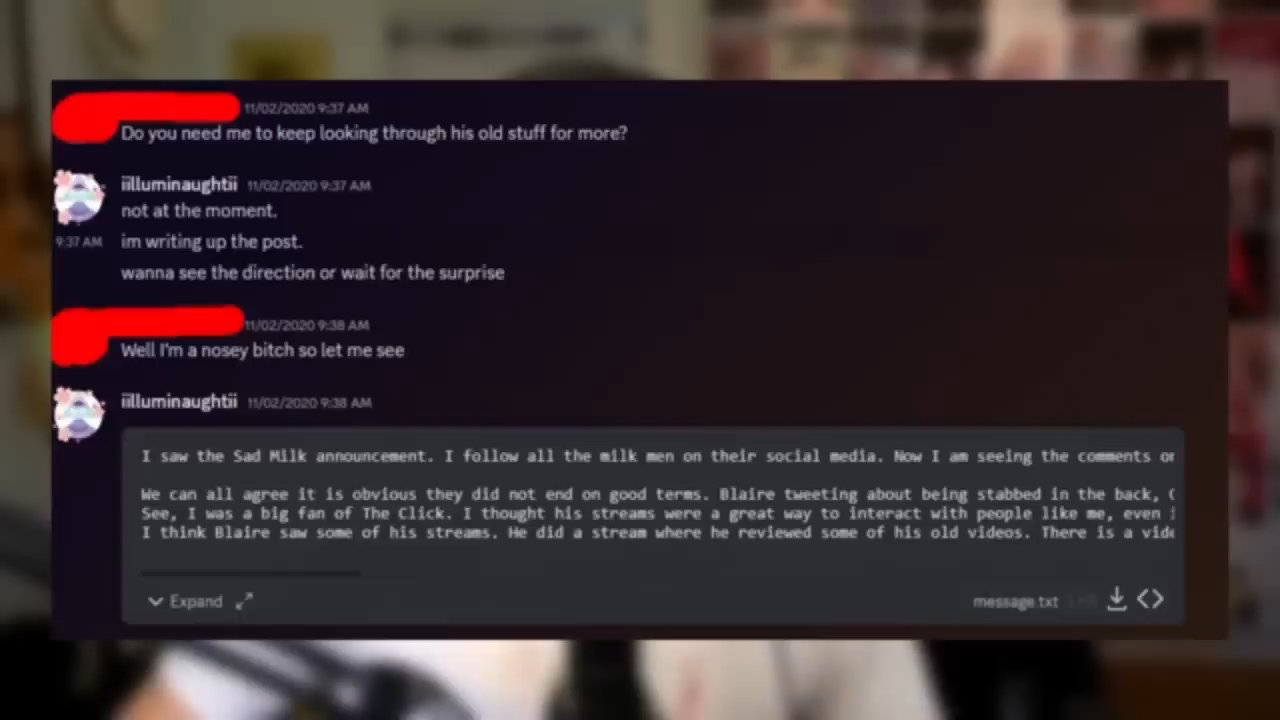 11/02/2020 9:37 AM
Do you need me to keep looking through his old stuff for more?
iilluminaughtii 11/02/2020 9:37 AM
not at the moment.
9:37 AM im writing up the post.
wanna see the direction or wait for the surprise
11/02/2020 9:38 AM
Well I'm a nosey bitch so let me see
iilluminaughtii 11/02/2020 9:38 AM
I saw the Sad Milk announcement. I follow all the milk men on their social media. Now I am seeing the comments or
We can all agree it is obvious they did not end on good terms. Blaire tweeting about being stabbed in the back,
See, I was a big fan of The Click. I thought his streams were a great way to interact with people like me, even
I think Blaire saw some of his streams. He did a stream where he reviewed some of his old videos. There is a vide
Expand
message.txt